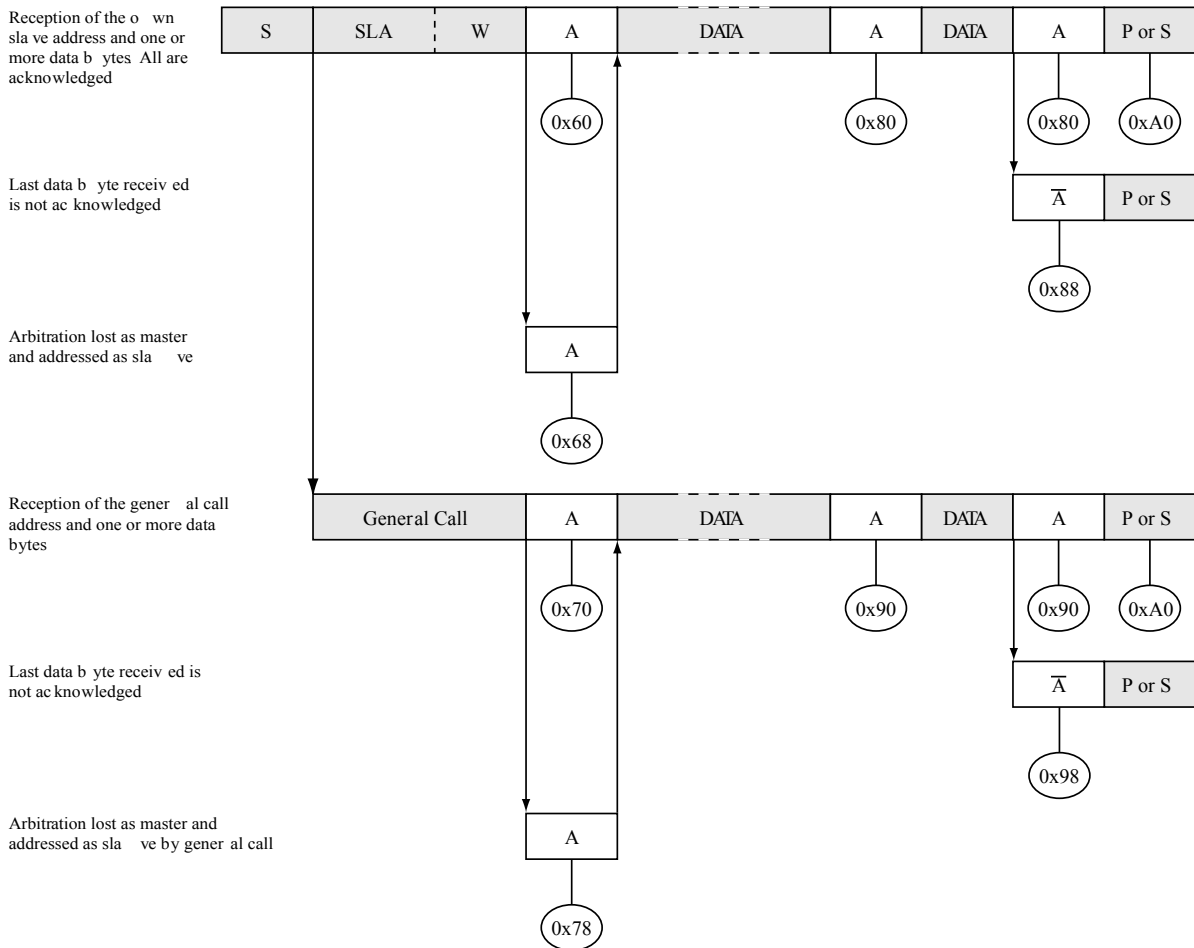 Reception of the o wn
sla ve address and one or
more data b ytes. All are
acknowledged
S SLA W A DATA A DATA A P or S
0x60 0x80 0x80 0xA0
Last data b yte receiv ed
is not ac knowledged
A̅ P or S
0x88
Arbitration lost as master
and addressed as sla ve
A
0x68
Reception of the gener al call
address and one or more data
bytes
General Call A DATA A DATA A P or S
0x70 0x90 0x90 0xA0
Last data b yte receiv ed is
not ac knowledged
A̅ P or S
0x98
Arbitration lost as master and
addressed as sla ve by gener al call
A
0x78